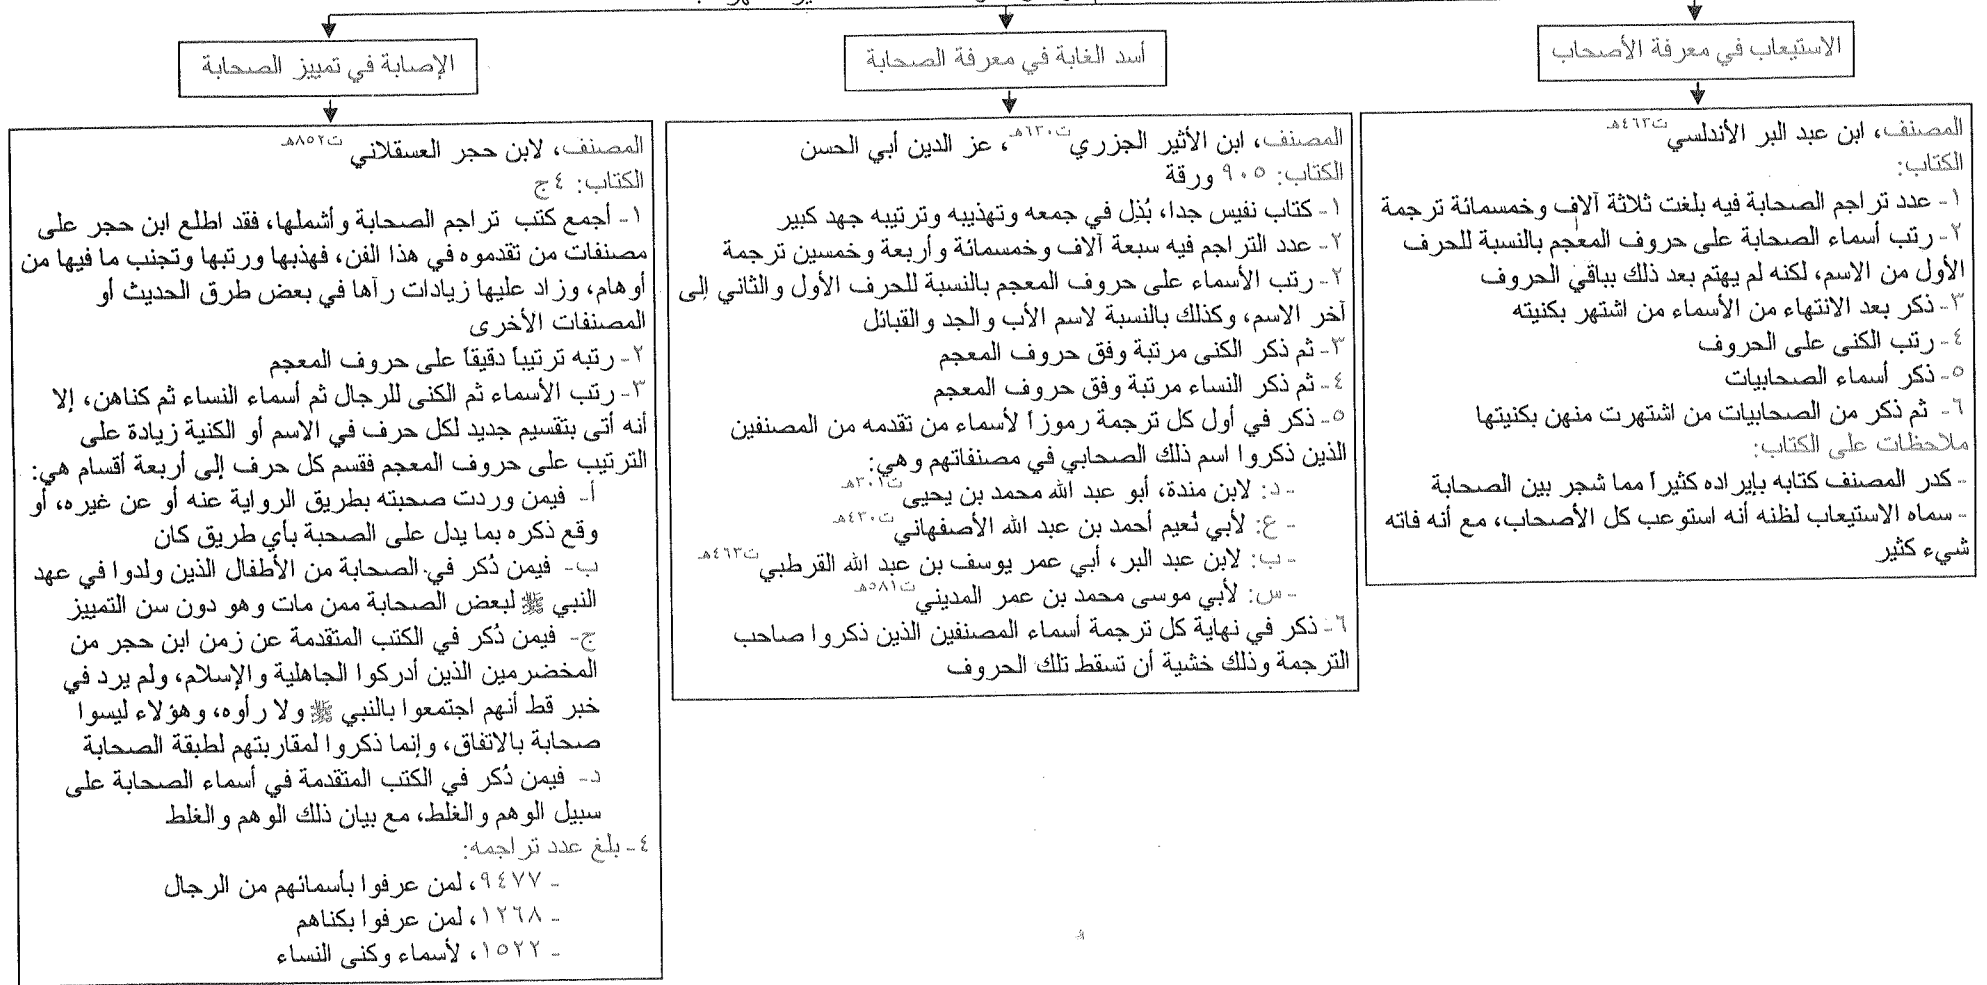 الاستيعاب في معرفة الأصحاب
المصنف، ابن عبد البر الأندلسي ت٤٦٣هـ
الكتاب:
١- عدد تراجم الصحابة فيه بلغت ثلاثة آلاف وخمسمائة ترجمة
٢- رتب أسماء الصحابة على حروف المعجم بالنسبة للحرف
الأول من الاسم، لكنه لم يهتم بعد ذلك بباقي الحروف
٣- ذكر بعد الانتهاء من الأسماء من اشتهر بكنيته
٤- رتب الكنى على الحروف
٥- ذكر أسماء الصحابيات
٦- ثم ذكر من الصحابيات من اشتهرت منهن بكنيتها
ملاحظات على الكتاب:
- كدر المصنف كتابه بإيراده كثيراً مما شجر بين الصحابة
- سماه الاستيعاب لظنه أنه استوعب كل الأصحاب، مع أنه فاته
شيء كثير
أسد الغابة في معرفة الصحابة
المصنف، ابن الأثير الجزري ت٦٣٠هـ، عز الدين أبي الحسن
الكتاب: ٩٠٥ ورقة
١- كتاب نفيس جدا، بُذِل في جمعه وتهذيبه وترتيبه جهد كبير
٢- عدد التراجم فيه سبعة آلاف وخمسمائة وأربعة وخمسين ترجمة
٢- رتب الأسماء على حروف المعجم بالنسبة للحرف الأول والثاني إلى
آخر الاسم، وكذلك بالنسبة لاسم الأب والجد والقبائل
٣- ثم ذكر الكنى مرتبة وفق حروف المعجم
٤- ثم ذكر النساء مرتبة وفق حروف المعجم
٥- ذكر في أول كل ترجمة رموزاً لأسماء من تقدمه من المصنفين
الذين ذكروا اسم ذلك الصحابي في مصنفاتهم وهي:
- د: لابن مندة، أبو عبد الله محمد بن يحيى ت٣٠١هـ
- ع: لأبي نُعيم أحمد بن عبد الله الأصفهاني ت٤٣٠هـ
- ب: لابن عبد البر، أبي عمر يوسف بن عبد الله القرطبي ت٤٦٣هـ
- س: لأبي موسى محمد بن عمر المديني ت٥٨١هـ
٦- ذكر في نهاية كل ترجمة أسماء المصنفين الذين ذكروا صاحب
الترجمة وذلك خشية أن تسقط تلك الحروف
الإصابة في تمييز الصحابة
المصنف، لابن حجر العسقلاني ت٨٥٢هـ
الكتاب: ٤ج
١- أجمع كتب تراجم الصحابة وأشملها، فقد اطلع ابن حجر على
مصنفات من تقدموه في هذا الفن، فهذبها ورتبها وتجنب ما فيها من
أوهام، وزاد عليها زيادات رآها في بعض طرق الحديث أو
المصنفات الأخرى
٢- رتبه ترتيباً دقيقاً على حروف المعجم
٣- رتب الأسماء ثم الكنى للرجال ثم أسماء النساء ثم كناهن، إلا
أنه أتى بتقسيم جديد لكل حرف في الاسم أو الكنية زيادة على
الترتيب على حروف المعجم فقسم كل حرف إلى أربعة أقسام هي:
أ- فيمن وردت صحبته بطريق الرواية عنه أو عن غيره، أو
وقع ذكره بما يدل على الصحبة بأي طريق كان
ب- فيمن ذُكر في الصحابة من الأطفال الذين ولدوا في عهد
النبي ﷺ لبعض الصحابة ممن مات وهو دون سن التمييز
ج- فيمن ذُكر في الكتب المتقدمة عن زمن ابن حجر من
المخضرمين الذين أدركوا الجاهلية والإسلام، ولم يرد في
خبر قط أنهم اجتمعوا بالنبي ﷺ ولا رأوه، وهؤلاء ليسوا
صحابة بالاتفاق، وإنما ذكروا لمقاربتهم لطبقة الصحابة
د- فيمن ذُكر في الكتب المتقدمة في أسماء الصحابة على
سبيل الوهم والغلط، مع بيان ذلك الوهم والغلط
٤- بلغ عدد تراجمه:
- ٩٤٧٧، لمن عرفوا بأسمائهم من الرجال
- ١٢٦٨، لمن عرفوا بكناهم
- ١٥٢٢، لأسماء وكنى النساء